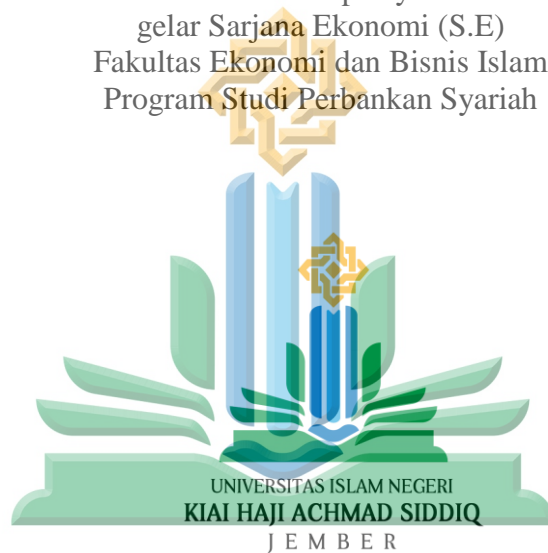 gelar Sarjana Ekonomi (S.E)
Fakultas Ekonomi dan Bisnis Islam
Program Studi Perbankan Syariah
UNIVERSITAS ISLAM NEGERI
KIAI HAJI ACHMAD SIDDIQ
JEMBER